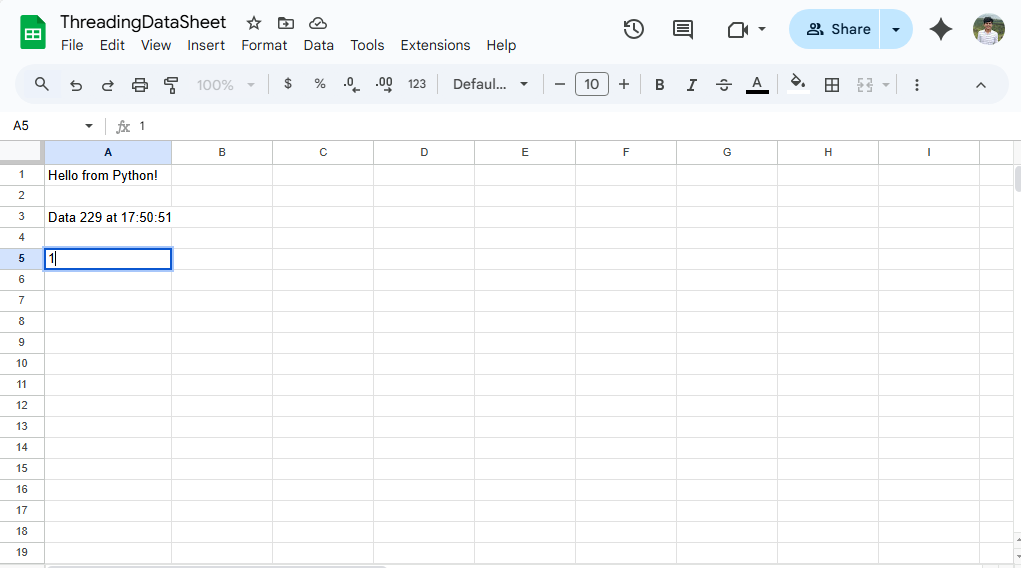 ThreadingDataSheet
File Edit View Insert Format Data Tools Extensions Help
Share
100% $ % .0 .00 123 Defaul... − 10 + B I S A
A5 fx 1
A B C D E F G H I
1 Hello from Python!
2
3 Data 229 at 17:50:51
4
5 1
6
7
8
9
10
11
12
13
14
15
16
17
18
19